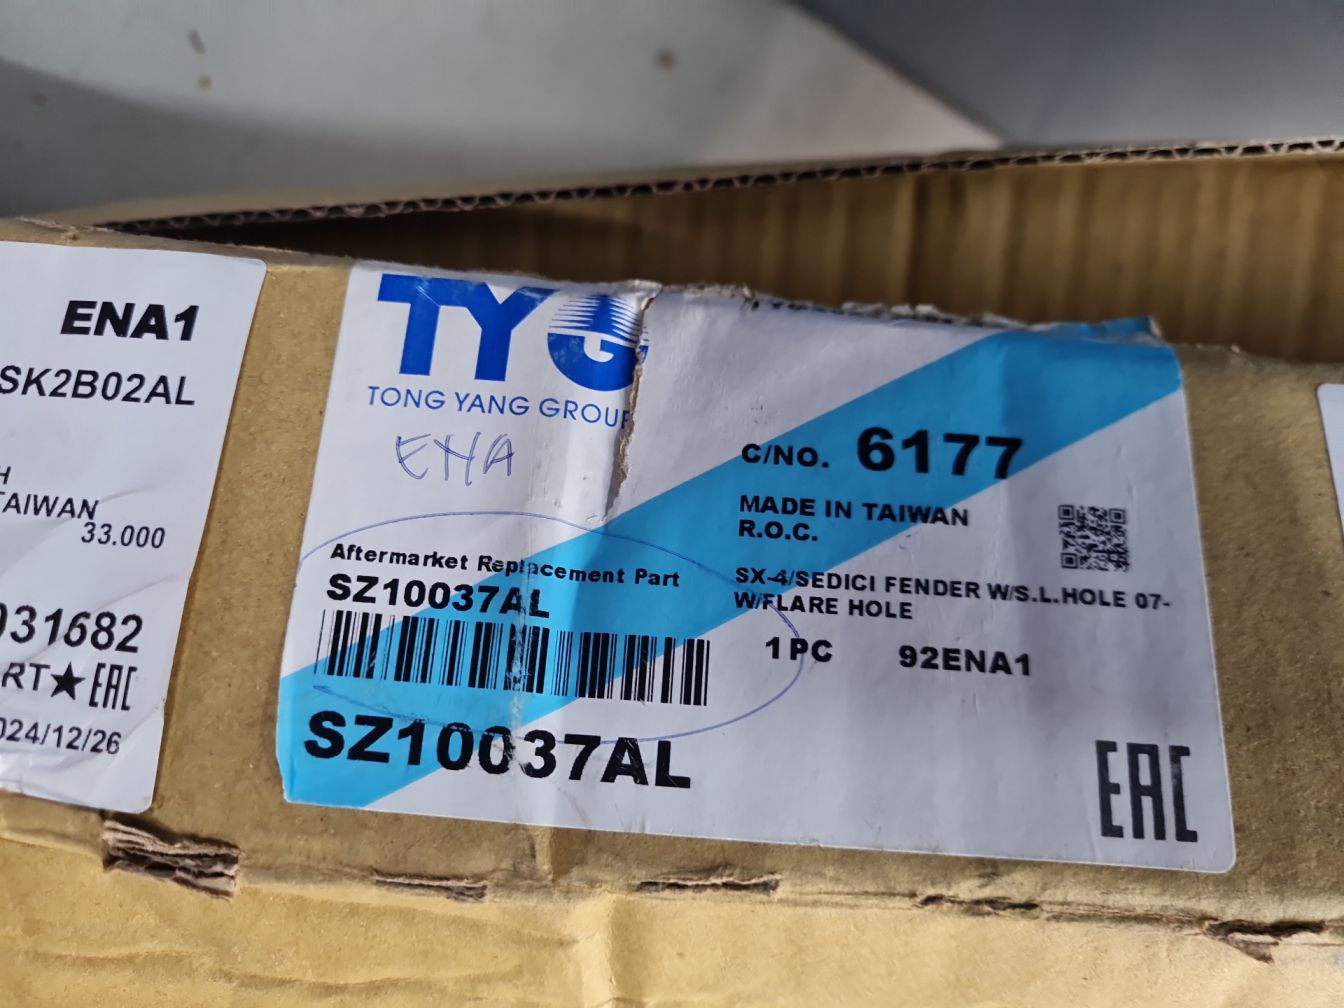 ENA1
SK2B02AL
H
TAIWAN
33.000
031682
RT★EAC
024/12/26
TYG
TONG YANG GROUP
ENA
C/NO. 6177
MADE IN TAIWAN
R.O.C.
Aftermarket Replacement Part
SZ10037AL
SX-4/SEDICI FENDER W/S.L.HOLE 07-
W/FLARE HOLE
1 PC 92ENA1
SZ10037AL
EAC